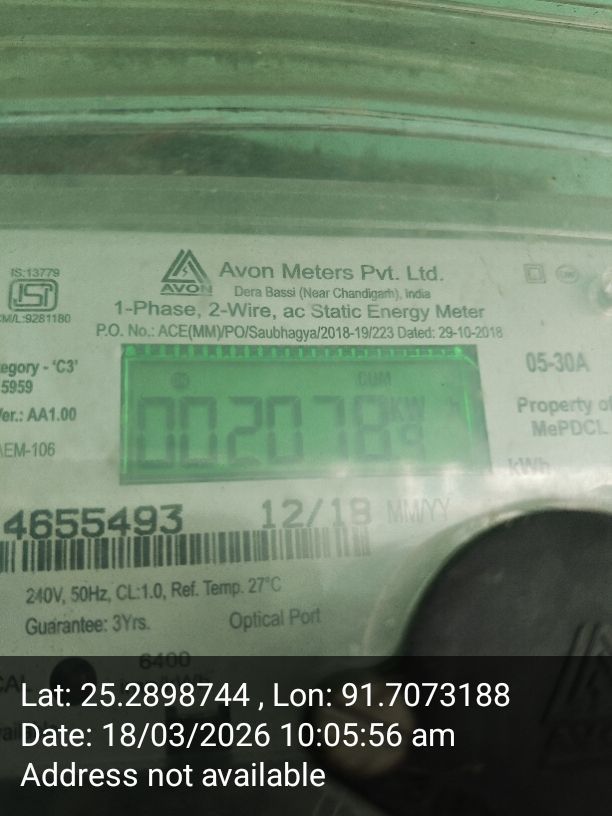 IS:13779
ISI
CM/L:9281180
AVON
Avon Meters Pvt. Ltd.
Dera Bassi (Near Chandigarh), India
1-Phase, 2-Wire, ac Static Energy Meter
P.O. No.: ACE(MM)/PO/Saubhagya/2018-19/223 Dated: 29-10-2018
egory - 'C3'
5959
Ver.: AA1.00
AEM-106
CUM
002078
KW
05-30A
Property of
MePDCL
kWh
4655493
12/18 MM/YY
240V, 50Hz, CL:1.0, Ref. Temp. 27°C
Guarantee: 3Yrs.
Optical Port
6400
CAL
Lat: 25.2898744 , Lon: 91.7073188
Date: 18/03/2026 10:05:56 am
Address not available